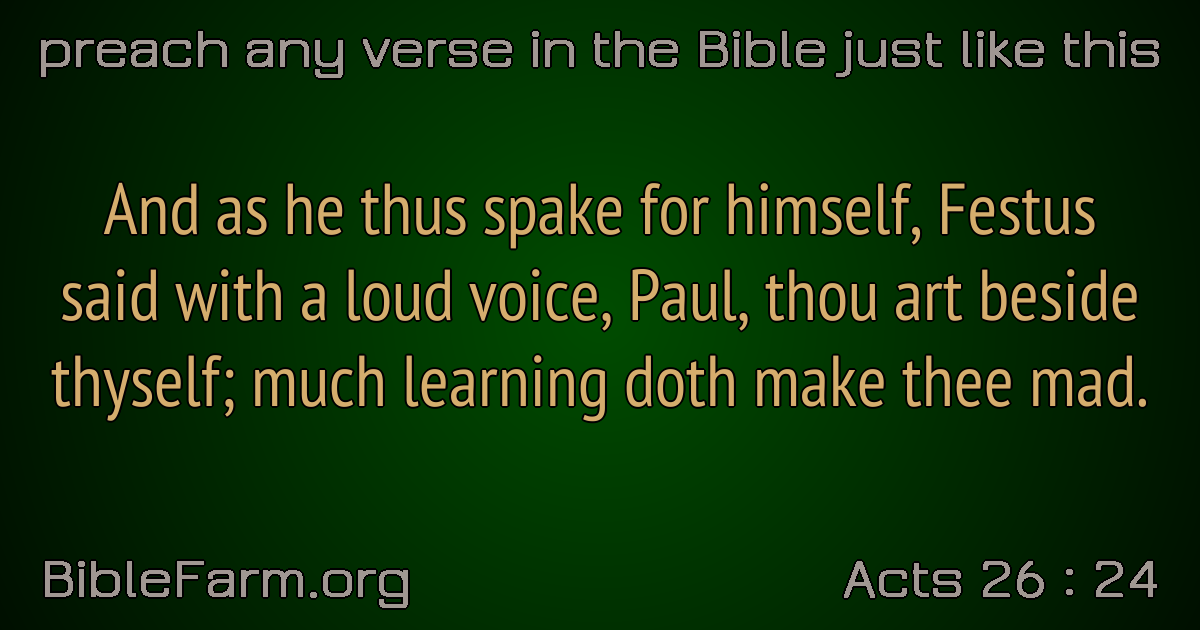 preach any verse in the Bible just like this
And as he thus spake for himself, Festus
said with a loud voice, Paul, thou art beside
thyself; much learning doth make thee mad.
BibleFarm.org
Acts 26 : 24